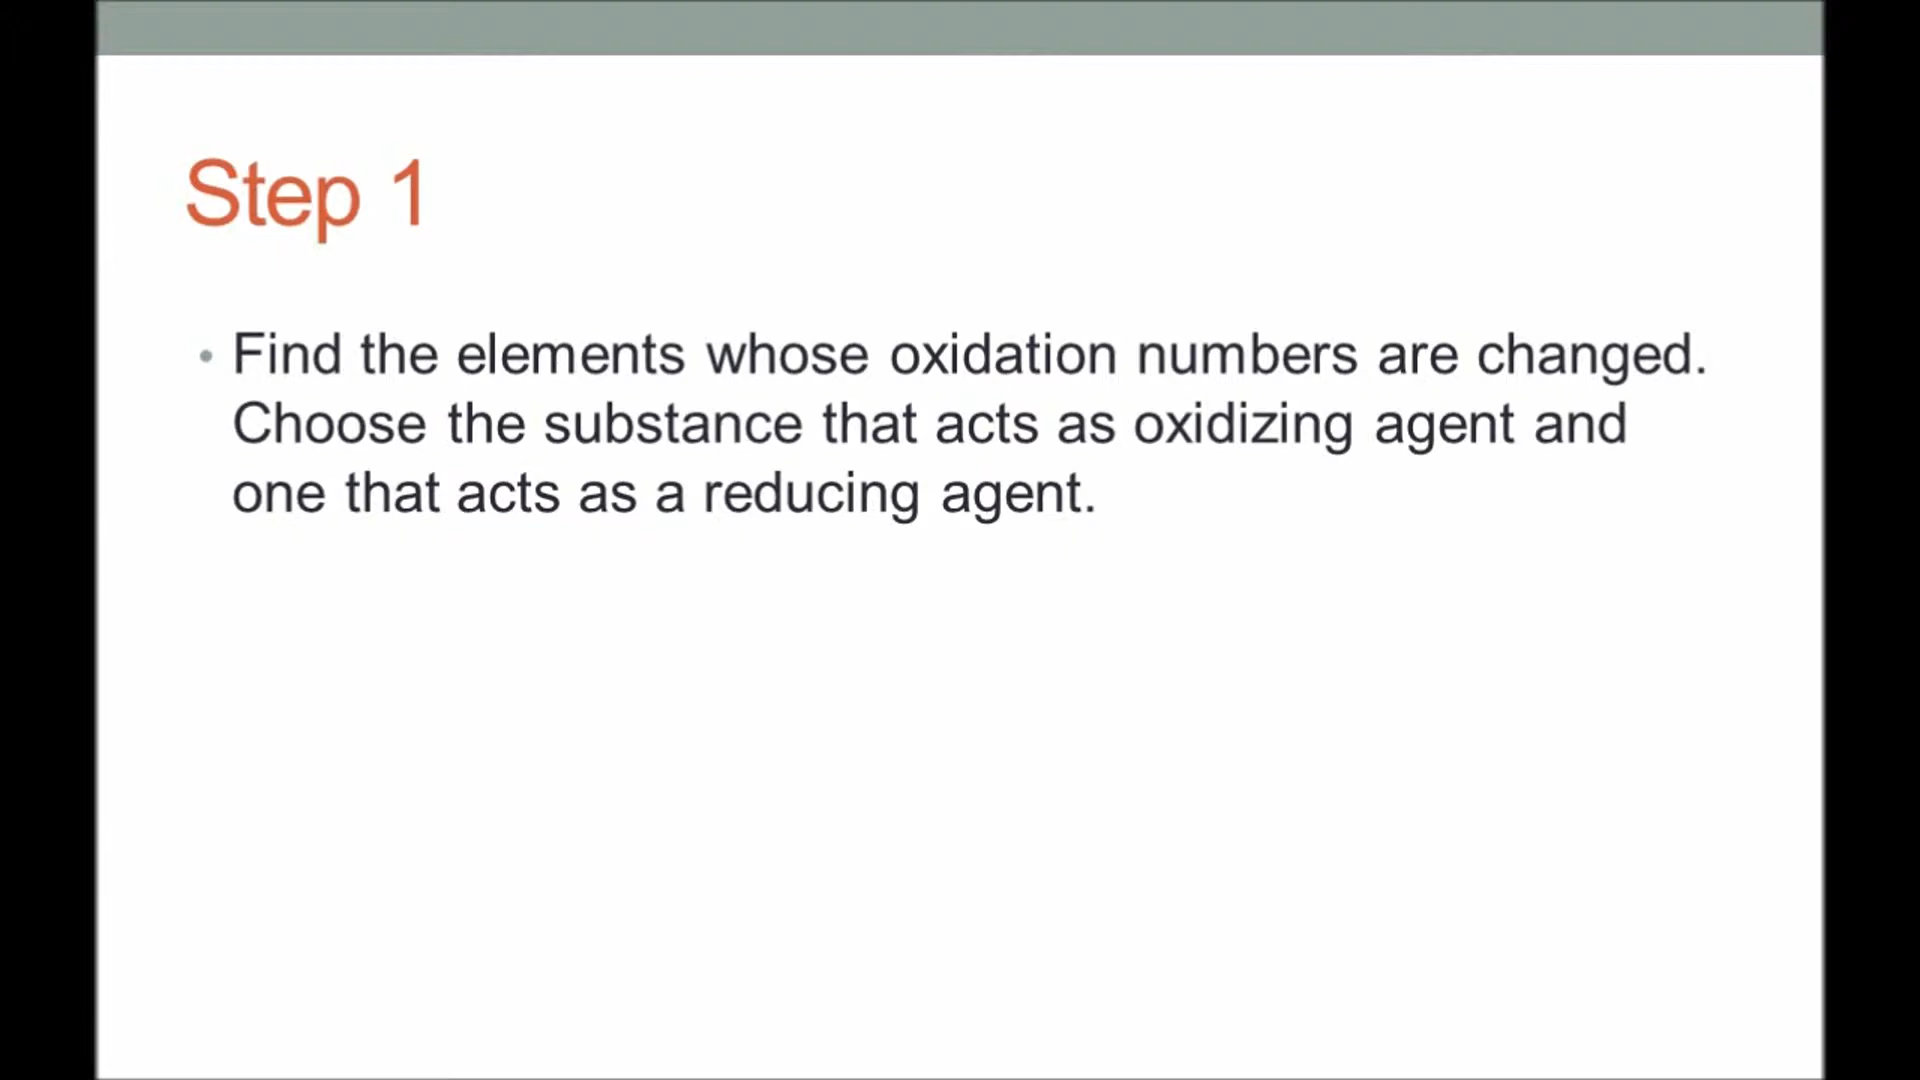 Step 1
• Find the elements whose oxidation numbers are changed.
Choose the substance that acts as oxidizing agent and
one that acts as a reducing agent.